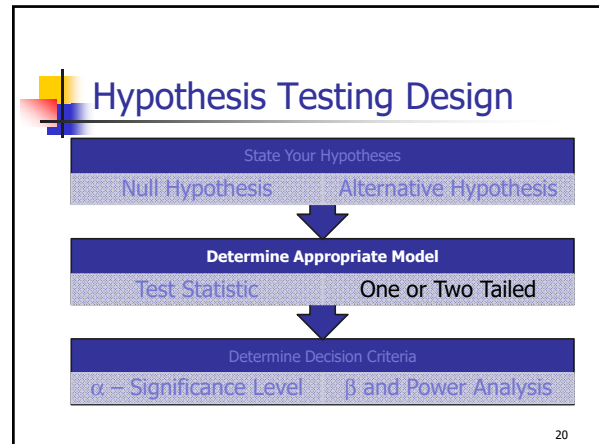 Hypothesis Testing Design
State Your Hypotheses
Null Hypothesis Alternative Hypothesis
Determine Appropriate Model
Test Statistic One or Two Tailed
Determine Decision Criteria
α – Significance Level β and Power Analysis
20